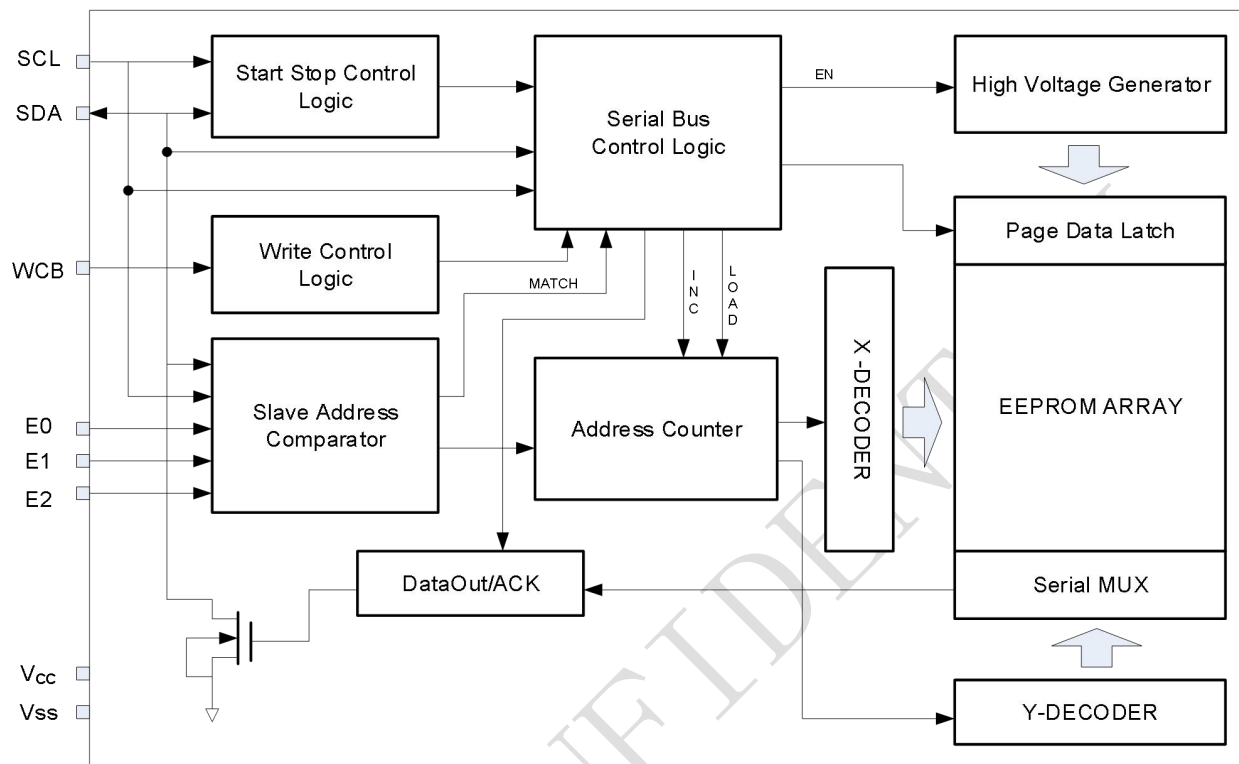 SCL
SDA
Start Stop Control
Logic
Serial Bus
Control Logic
EN
High Voltage Generator
WCB
Write Control
Logic
Page Data Latch
MATCH
INC
LOAD
E0
E1
E2
Slave Address
Comparator
Address Counter
X-DECODER
EEPROM ARRAY
DataOut/ACK
Serial MUX
Vcc
Vss
Y-DECODER